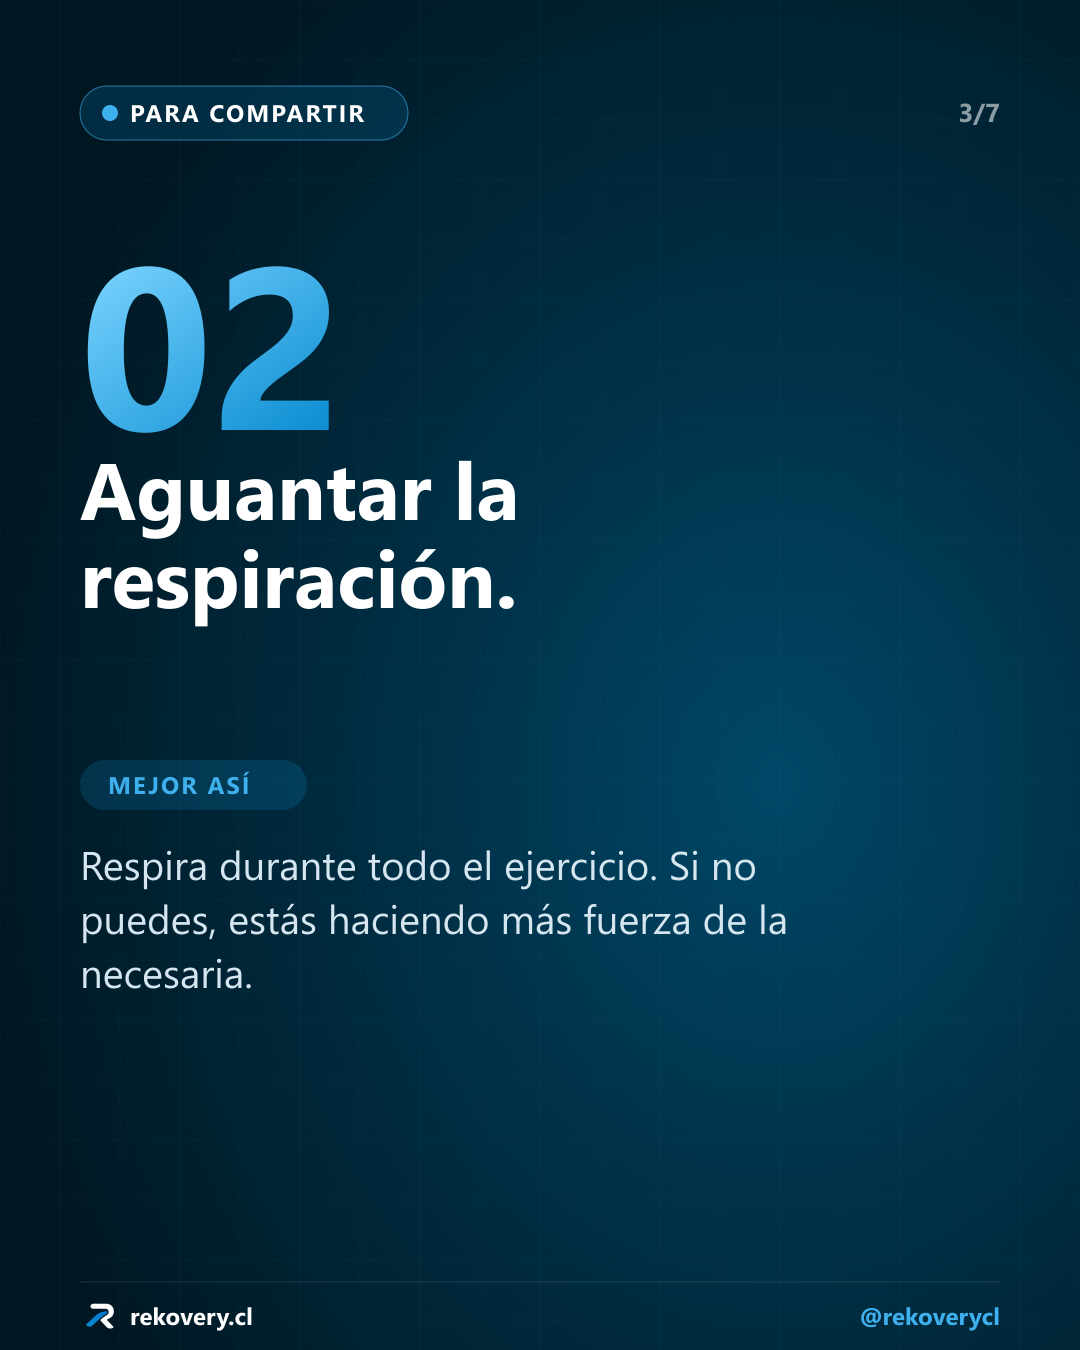 PARA COMPARTIR
3/7
02
Aguantar la
respiración.
MEJOR ASÍ
Respira durante todo el ejercicio. Si no
puedes, estás haciendo más fuerza de la
necesaria.
rekovery.cl
@rekoverycl